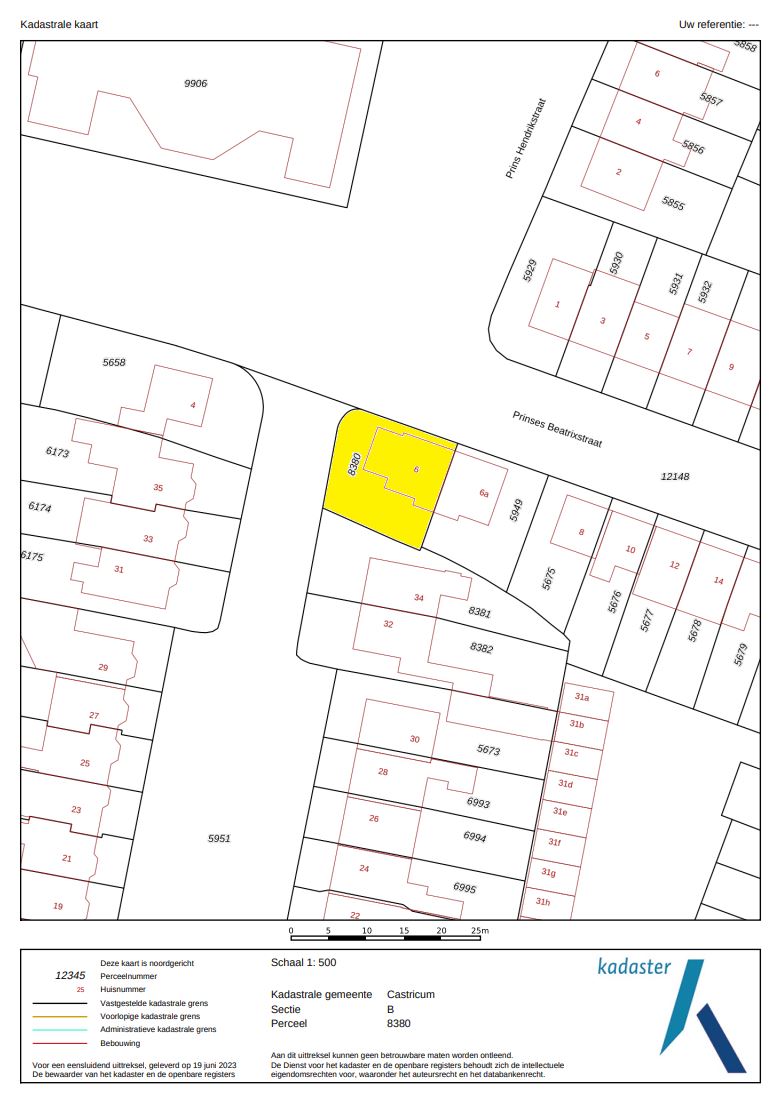 Kadastrale kaart
Uw referentie: ---
9906
5858
6
5857
4
5856
2
5855
Prins Hendrikstraat
5929
5930
5931
5932
1
3
5
7
9
5658
4
Prinses Beatrixstraat
12148
6173
35
8380
6
6a
5949
6174
33
8
10
12
14
6175
31
5675
5676
5677
5678
5679
34
8381
32
8382
29
31a
27
31b
30
5673
31c
25
28
31d
23
6993
31e
26
5951
6994
31f
21
24
31g
6995
19
22
31h
0 5 10 15 20 25m
Deze kaart is noordgericht
12345 Perceelnummer
25 Huisnummer
Vastgestelde kadastrale grens
Voorlopige kadastrale grens
Administratieve kadastrale grens
Bebouwing
Voor een eensluidend uittreksel, geleverd op 19 juni 2023
De bewaarder van het kadaster en de openbare registers
Schaal 1: 500
Kadastrale gemeente Castricum
Sectie B
Perceel 8380
Aan dit uittreksel kunnen geen betrouwbare maten worden ontleend.
De Dienst voor het kadaster en de openbare registers behoudt zich de intellectuele
eigendomsrechten voor, waaronder het auteursrecht en het databankenrecht.
kadaster